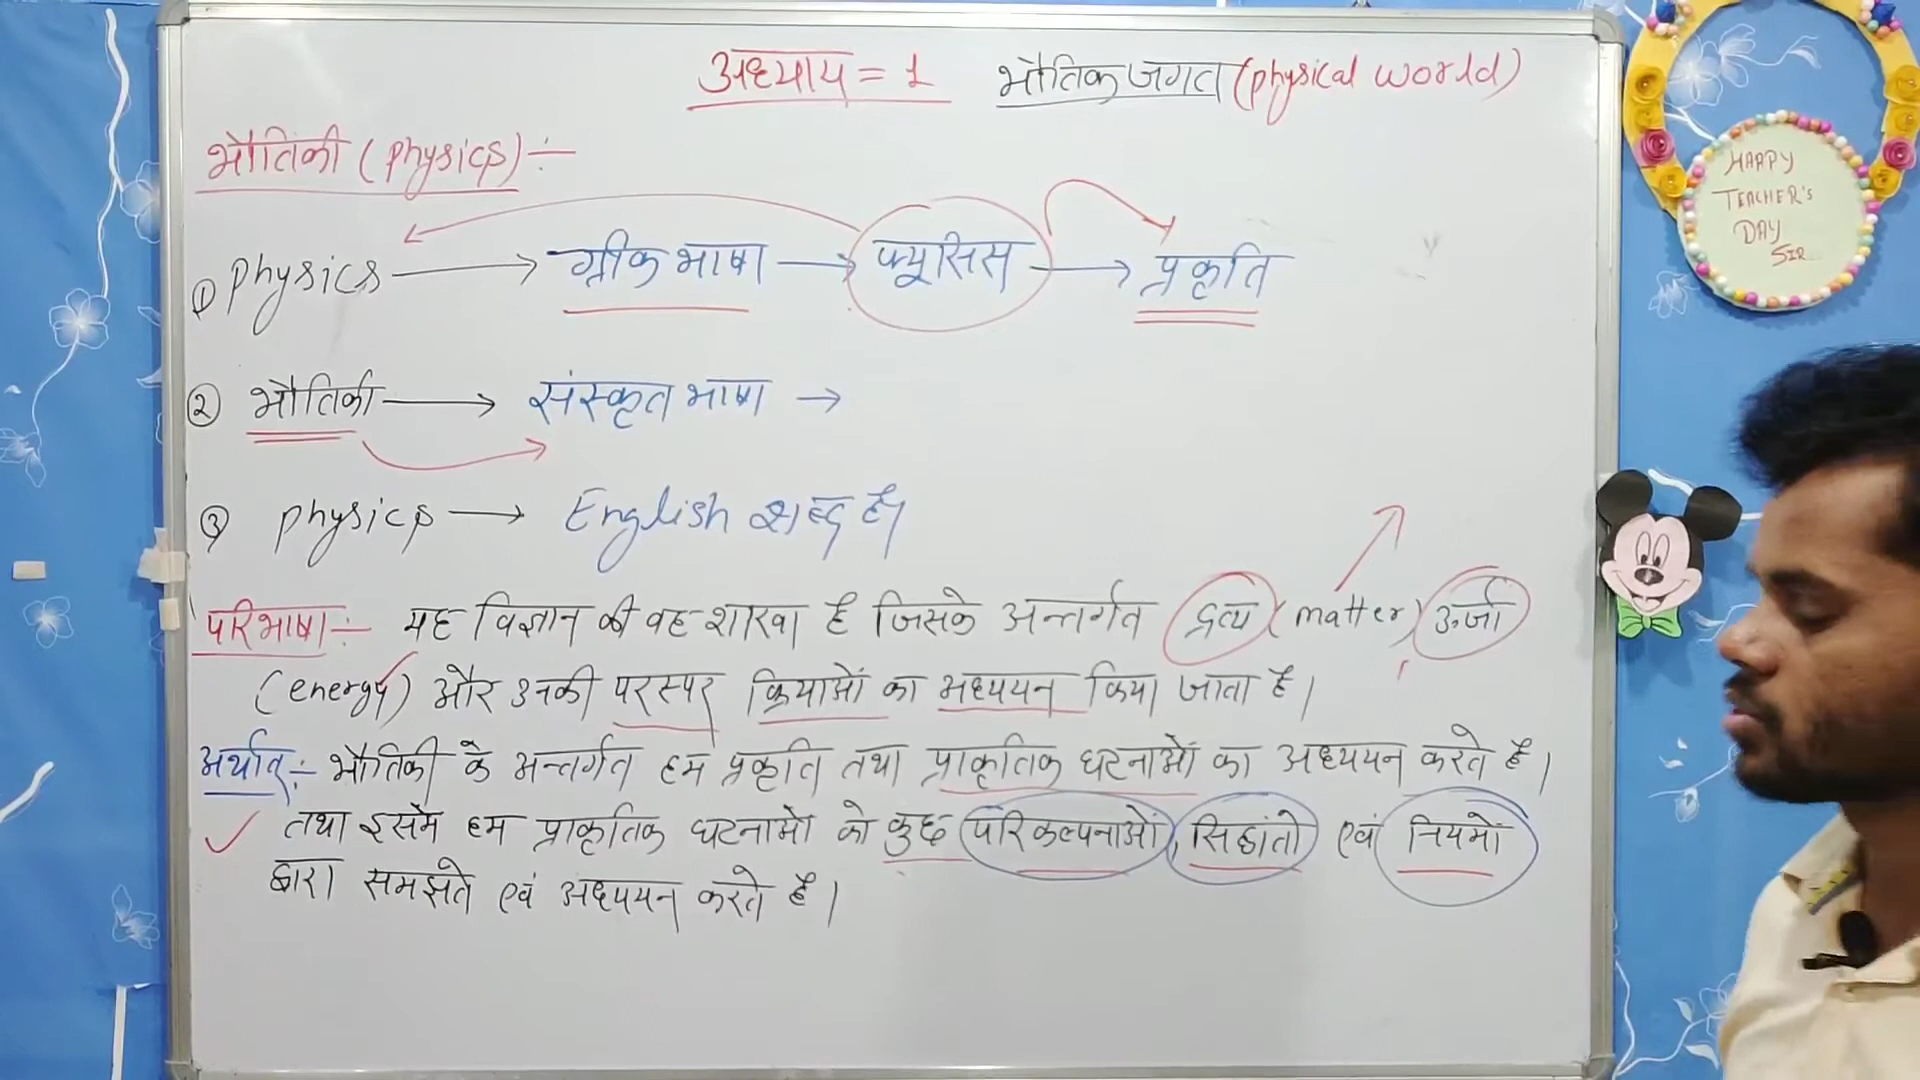 अध्याय = 1 भौतिक जगत (physical world)
भौतिकी (physics) :-
1) physics → ग्रीक भाषा → फ्यूसिस → प्रकृति
② भौतिकी → संस्कृत भाषा →
③ physics → English शब्द है।
परिभाषा :- यह विज्ञान की वह शाखा है जिसके अन्तर्गत द्रव्य (matter) ऊर्जा
(energy) और उनकी परस्पर क्रियाओं का अध्ययन किया जाता है।
अर्थात् :- भौतिकी के अन्तर्गत हम प्रकृति तथा प्राकृतिक घटनाओं का अध्ययन करते है।
तथा इसमें हम प्राकृतिक घटनाओ को कुछ परिकल्पनाओं, सिद्धांतो एवं नियमों
द्वारा समझते एवं अध्ययन करते है।
HAPPY
TEACHER'S
DAY
SIR